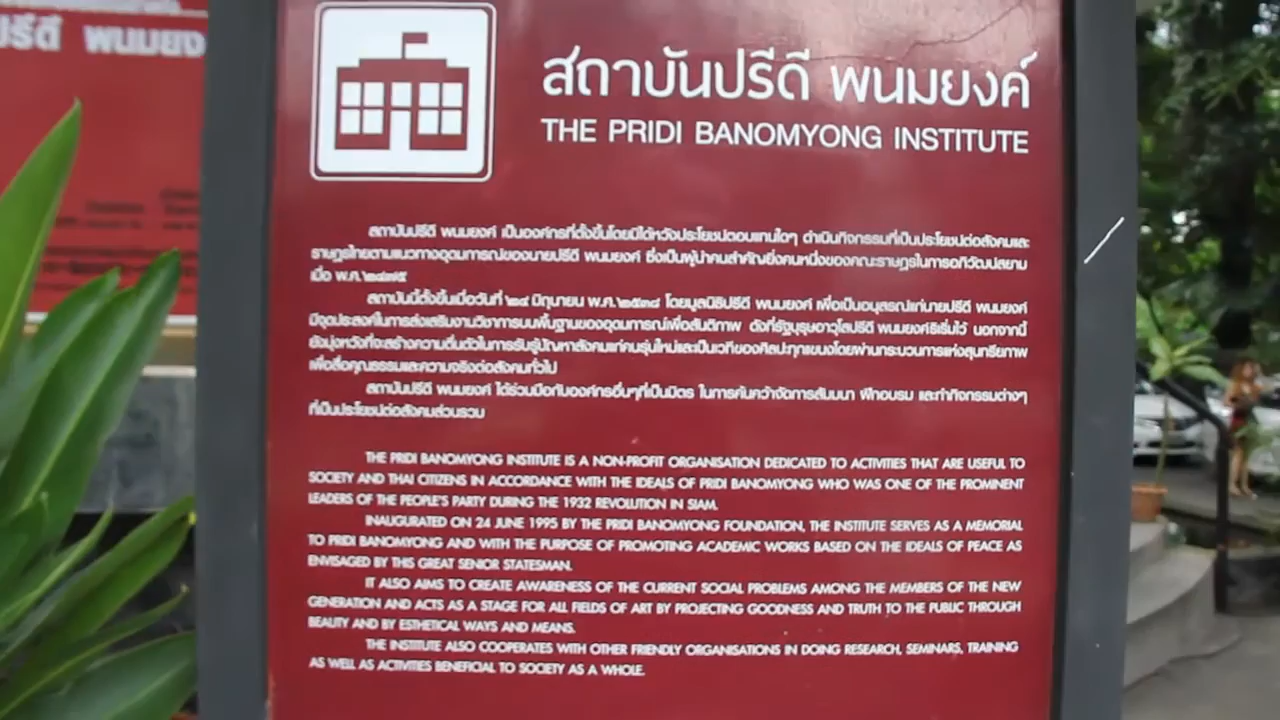 ปรีดี พนมยง
สถาบันปรีดี พนมยงค์
THE PRIDI BANOMYONG INSTITUTE
สถาบันปรีดี พนมยงค์ เป็นองค์กรที่ตั้งขึ้นโดยมิได้หวังประโยชน์ตอบแทนใดๆ ดำเนินกิจกรรมที่เป็นประโยชน์ต่อสังคมและ
ราษฎรไทยตามแนวทางอุดมการณ์ของนายปรีดี พนมยงค์ ซึ่งเป็นผู้นำคนสำคัญยิ่งคนหนึ่งของคณะราษฎรในการอภิวัฒน์สยาม
เมื่อ พ.ศ.๒๔๗๕
สถาบันนี้ตั้งขึ้นเมื่อวันที่ ๒๔ มิถุนายน พ.ศ.๒๕๓๘ โดยมูลนิธิปรีดี พนมยงค์ เพื่อเป็นอนุสรณ์แก่นายปรีดี พนมยงค์
มีจุดประสงค์ในการส่งเสริมงานวิชาการบนพื้นฐานของอุดมการณ์เพื่อสันติภาพ ดังที่รัฐบุรุษอาวุโสปรีดี พนมยงค์ริเริ่มไว้ นอกจากนี้
ยังมุ่งหวังที่จะสร้างความตื่นตัวในการรับรู้ปัญหาสังคมแก่คนรุ่นใหม่และเป็นเวทีของศิลปะทุกแขนงโดยผ่านกระบวนการแห่งสุนทรียภาพ
เพื่อสื่อคุณธรรมและความจริงต่อสังคมทั่วไป
สถาบันปรีดี พนมยงค์ ได้ร่วมมือกับองค์กรอื่นๆที่เป็นมิตร ในการค้นคว้าจัดการสัมมนา ฝึกอบรม และทำกิจกรรมต่างๆ
ที่เป็นประโยชน์ต่อสังคมส่วนรวม
THE PRIDI BANOMYONG INSTITUTE IS A NON-PROFIT ORGANISATION DEDICATED TO ACTIVITIES THAT ARE USEFUL TO
SOCIETY AND THAI CITIZENS IN ACCORDANCE WITH THE IDEALS OF PRIDI BANOMYONG WHO WAS ONE OF THE PROMINENT
LEADERS OF THE PEOPLE'S PARTY DURING THE 1932 REVOLUTION IN SIAM.
INAUGURATED ON 24 JUNE 1995 BY THE PRIDI BANOMYONG FOUNDATION, THE INSTITUTE SERVES AS A MEMORIAL
TO PRIDI BANOMYONG AND WITH THE PURPOSE OF PROMOTING ACADEMIC WORKS BASED ON THE IDEALS OF PEACE AS
ENVISAGED BY THIS GREAT SENIOR STATESMAN.
IT ALSO AIMS TO CREATE AWARENESS OF THE CURRENT SOCIAL PROBLEMS AMONG THE MEMBERS OF THE NEW
GENERATION AND ACTS AS A STAGE FOR ALL FIELDS OF ART BY PROJECTING GOODNESS AND TRUTH TO THE PUBLIC THROUGH
BEAUTY AND BY ESTHETICAL WAYS AND MEANS.
THE INSTITUTE ALSO COOPERATES WITH OTHER FRIENDLY ORGANISATIONS IN DOING RESEARCH, SEMINARS, TRAINING
AS WELL AS ACTIVITIES BENEFICIAL TO SOCIETY AS A WHOLE.